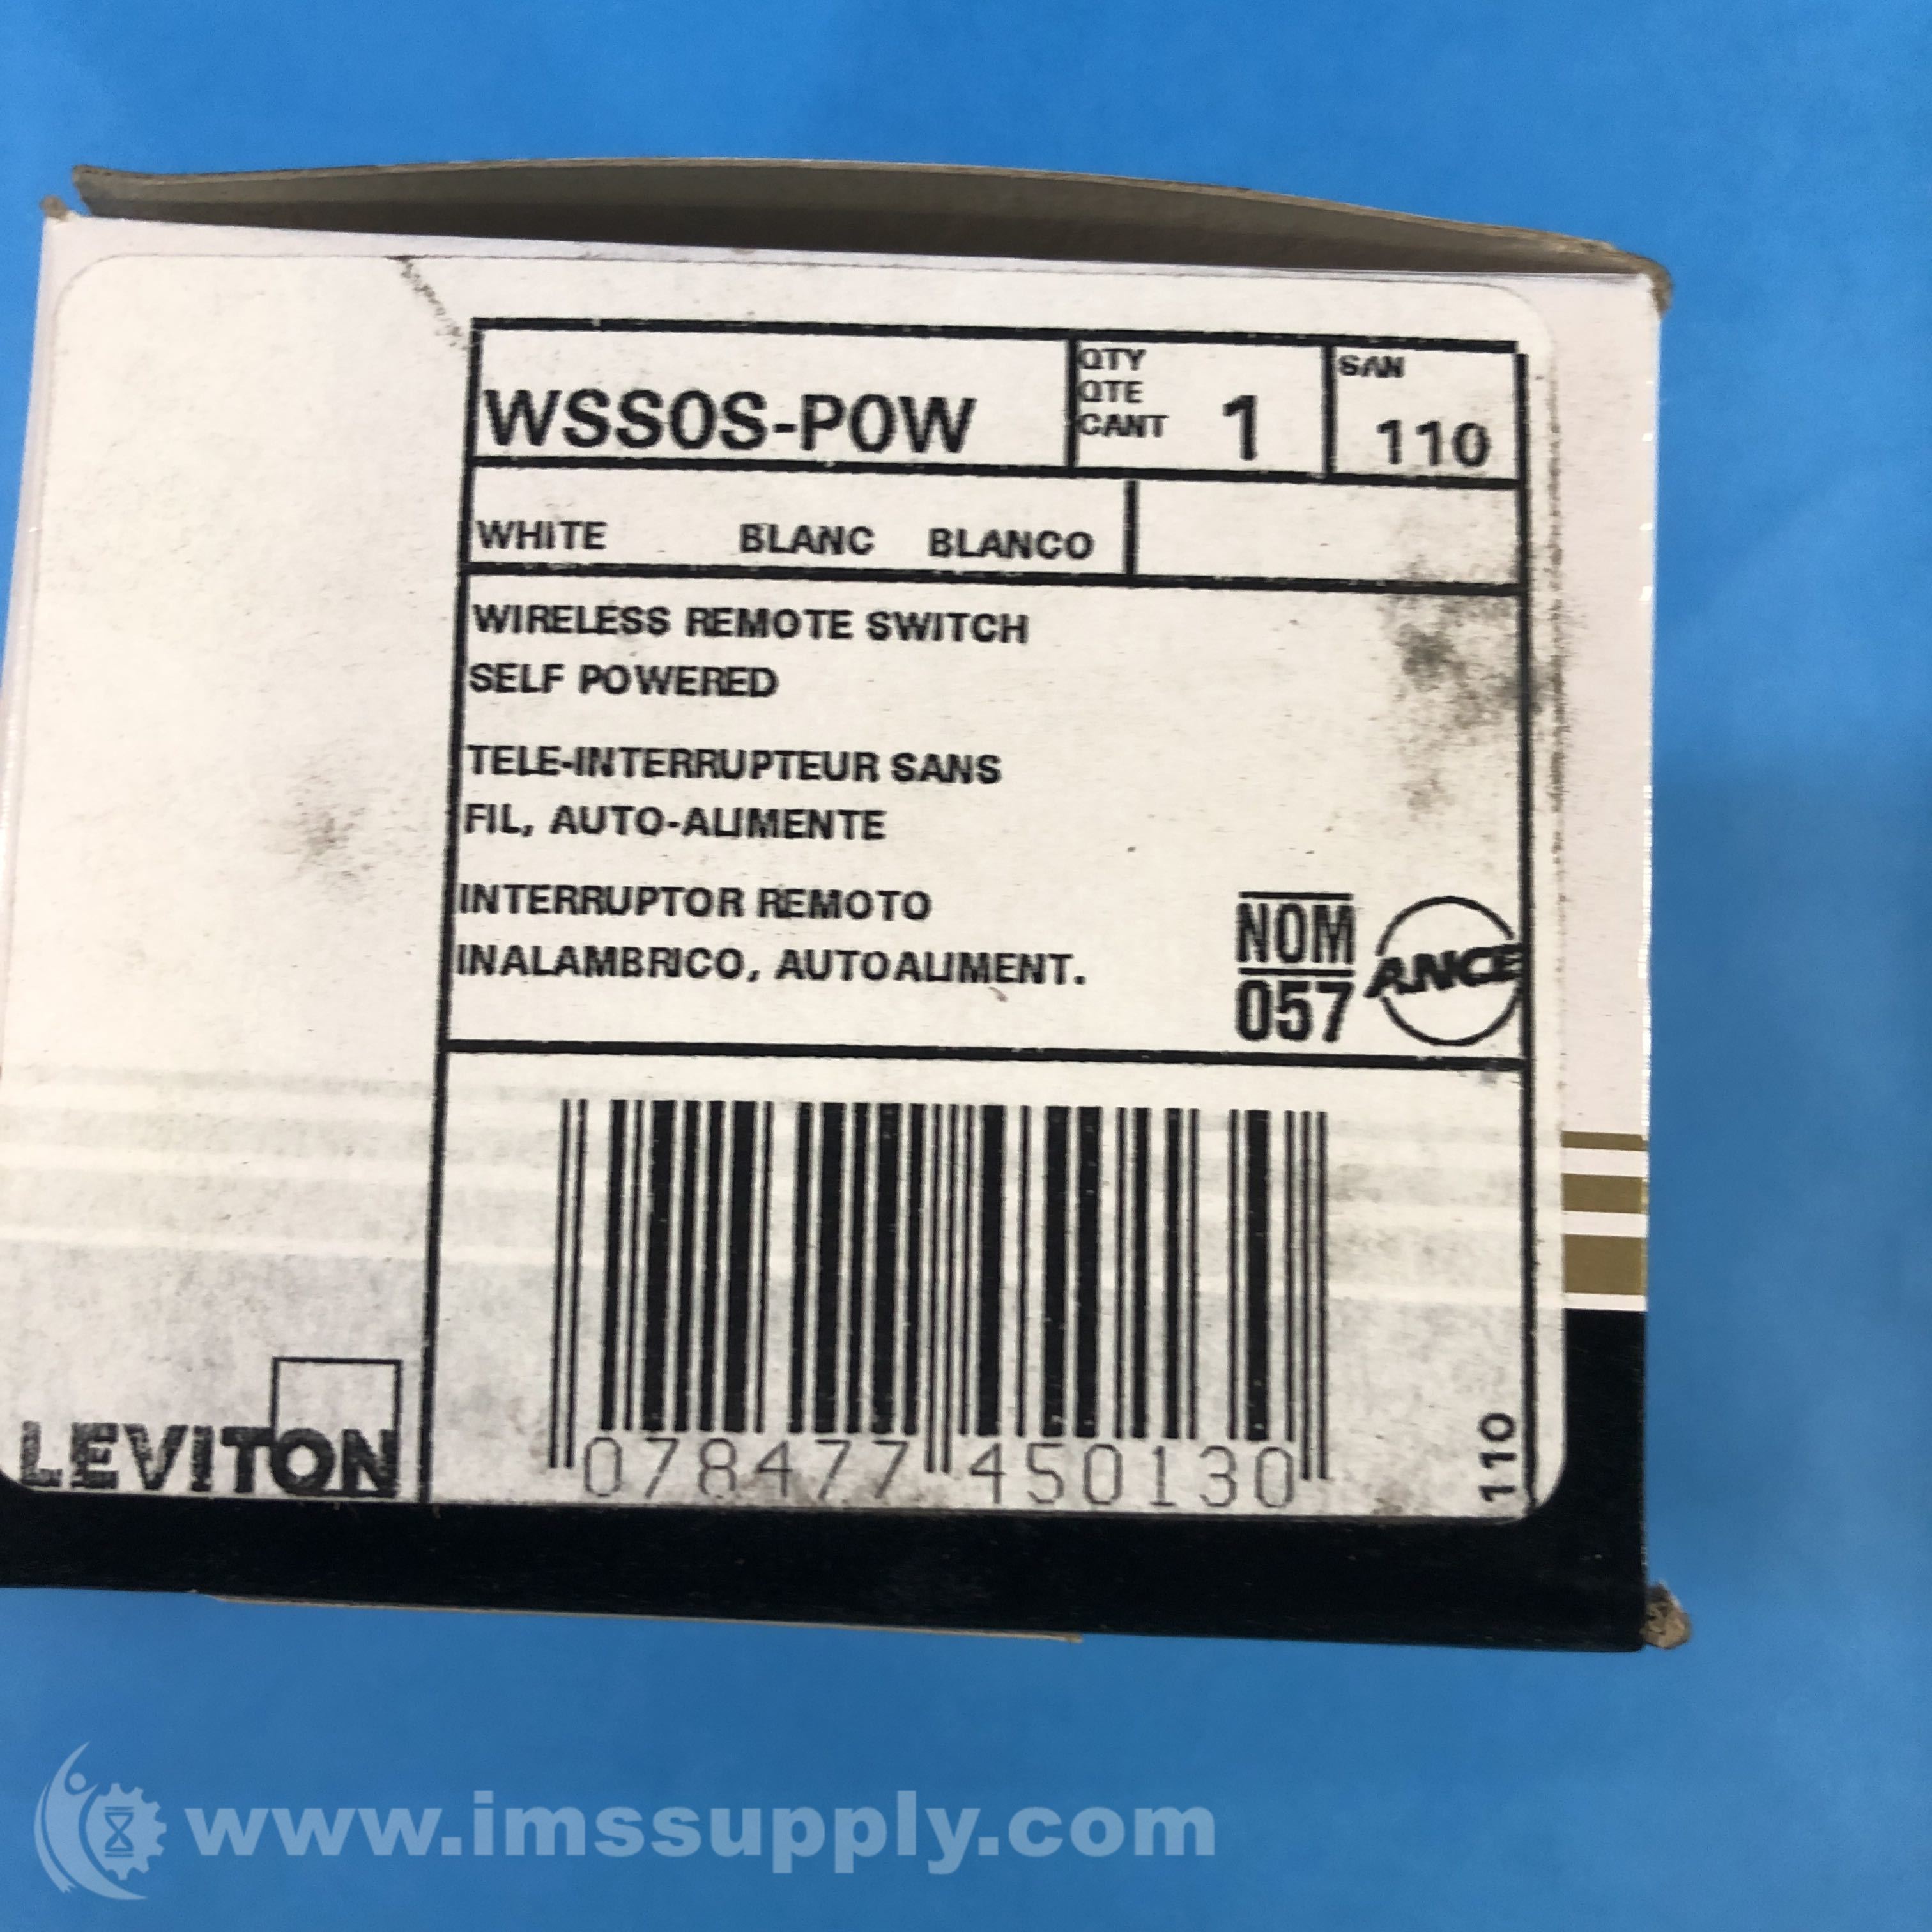 WSS0S-P0W
QTY
QTE
CANT
1
SAN
110
WHITE BLANC BLANCO
WIRELESS REMOTE SWITCH
SELF POWERED
TELE-INTERRUPTEUR SANS
FIL, AUTO-ALIMENTE
INTERRUPTOR REMOTO
INALAMBRICO, AUTOALIMENT.
NOM
057
ANCE
LEVITON
078477 450130
110
www.imssupply.com